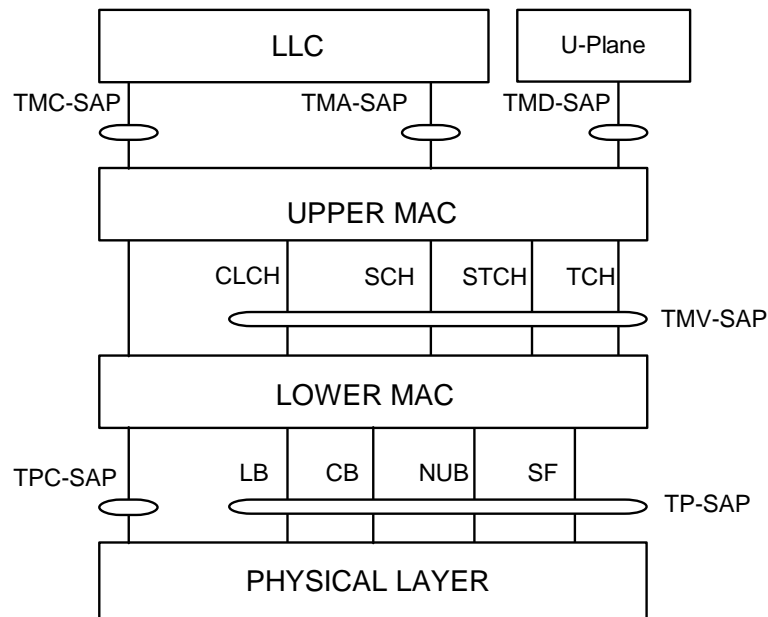 LLC
U-Plane
TMC-SAP
TMA-SAP
TMD-SAP
UPPER MAC
CLCH
SCH
STCH
TCH
TMV-SAP
LOWER MAC
TPC-SAP
LB
CB
NUB
SF
TP-SAP
PHYSICAL LAYER